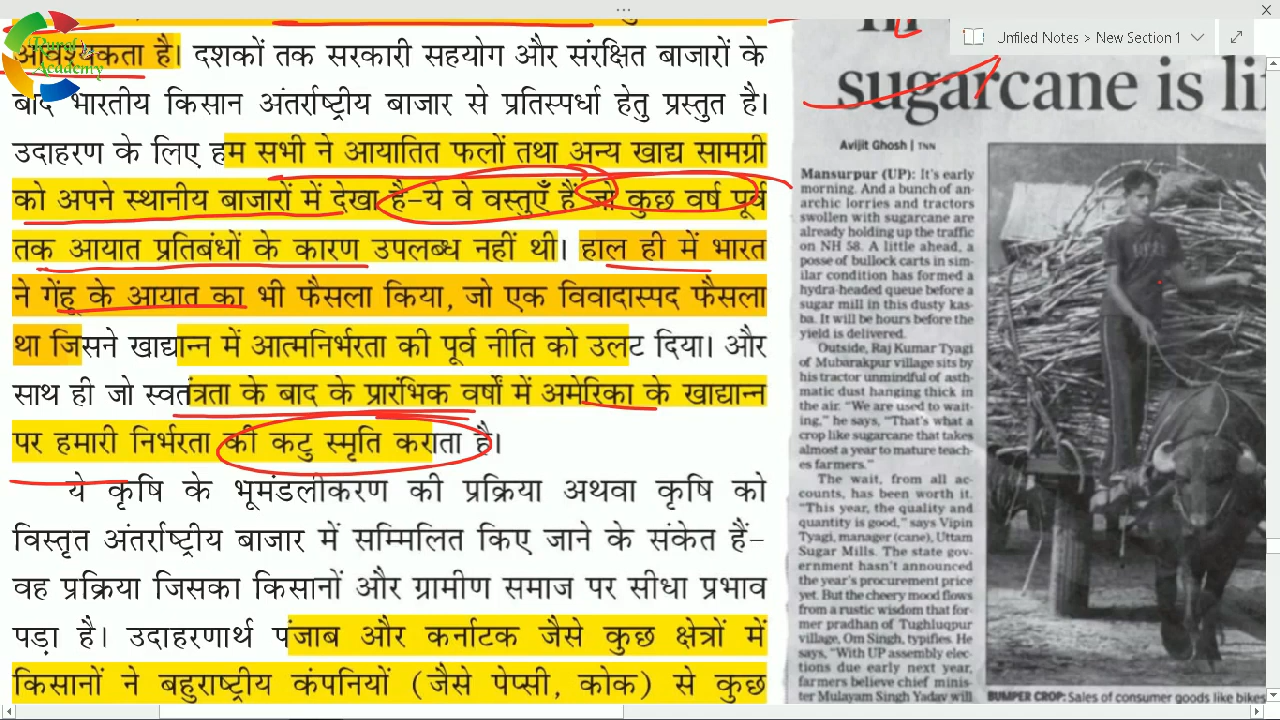 Unfiled Notes > New Section 1
Rural
Academy
आवश्यकता है। दशकों तक सरकारी सहयोग और संरक्षित बाजारों के
बाद भारतीय किसान अंतर्राष्ट्रीय बाजार से प्रतिस्पर्धा हेतु प्रस्तुत है।
उदाहरण के लिए हम सभी ने आयातित फलों तथा अन्य खाद्य सामग्री
को अपने स्थानीय बाजारों में देखा है-ये वे वस्तुएँ हैं जो कुछ वर्ष पूर्व
तक आयात प्रतिबंधों के कारण उपलब्ध नहीं थी। हाल ही में भारत
ने गेंहू के आयात का भी फैसला किया, जो एक विवादास्पद फैसला
था जिसने खाद्यान्न में आत्मनिर्भरता की पूर्व नीति को उलट दिया। और
साथ ही जो स्वतंत्रता के बाद के प्रारंभिक वर्षों में अमेरिका के खाद्यान्न
पर हमारी निर्भरता की कटु स्मृति कराता है।
ये कृषि के भूमंडलीकरण की प्रक्रिया अथवा कृषि को
विस्तृत अंतर्राष्ट्रीय बाजार में सम्मिलित किए जाने के संकेत हैं-
वह प्रक्रिया जिसका किसानों और ग्रामीण समाज पर सीधा प्रभाव
पड़ा है। उदाहरणार्थ पंजाब और कर्नाटक जैसे कुछ क्षेत्रों में
किसानों ने बहुराष्ट्रीय कंपनियों (जैसे पेप्सी, कोक) से कुछ
sugarcane is li
Avijit Ghosh | TNN
Mansurpur (UP): It's early
morning. And a bunch of an-
archic lorries and tractors
swollen with sugarcane are
already holding up the traffic
on NH 58. A little ahead, a
posse of bullock carts in sim-
ilar condition has formed a
hydra-headed queue before a
sugar mill in this dusty kas-
ba. It will be hours before the
yield is delivered.
Outside, Raj Kumar Tyagi
of Mubarakpur village sits by
his tractor unmindful of asth-
matic dust hanging thick in
the air. "We are used to wait-
ing," he says, "That's what a
crop like sugarcane that takes
almost a year to mature teach-
es farmers."
The wait, from all ac-
counts, has been worth it.
"This year, the quality and
quantity is good," says Vipin
Tyagi, manager (cane), Uttam
Sugar Mills. The state gov-
ernment hasn't announced
the year's procurement price
yet. But the cheery mood flows
from a rustic wisdom that for-
mer pradhan of Tughluqpur
village, Om Singh, typifies. He
says, "With UP assembly elec-
tions due early next year,
farmers believe chief minis-
ter Mulayam Singh Yadav will
BUMPER CROP: Sales of consumer goods like bikes